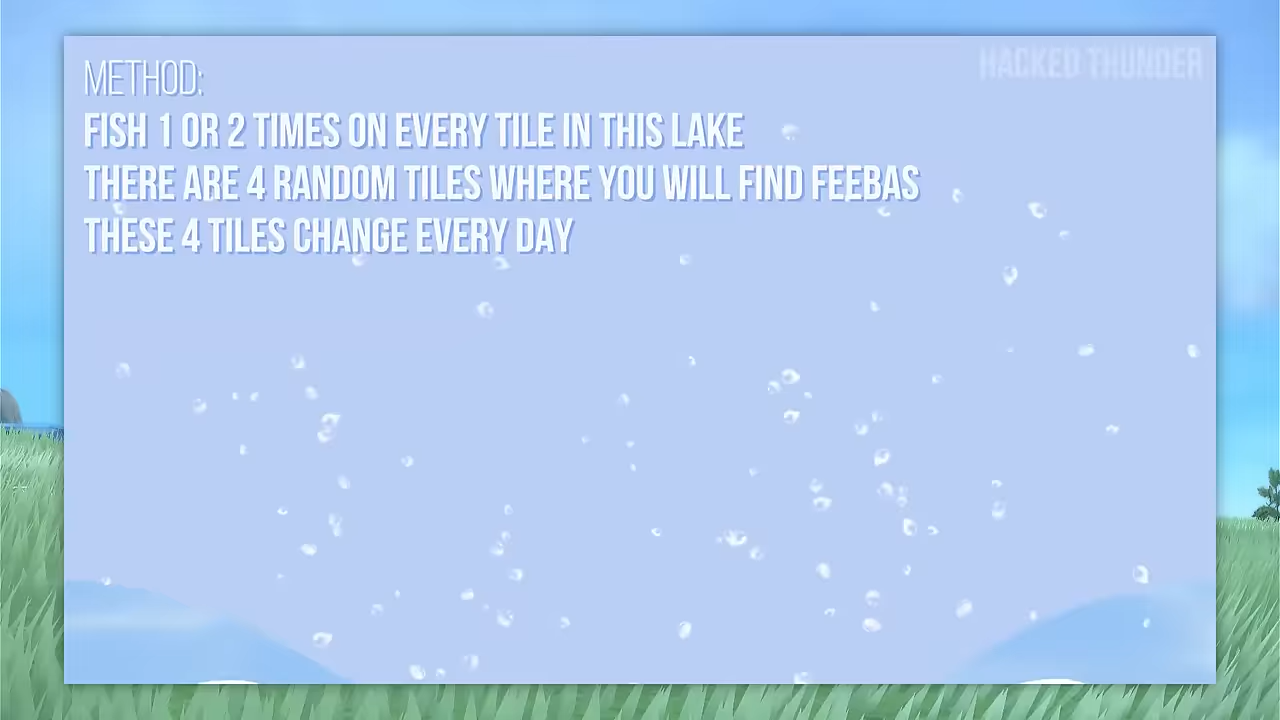 HACKED THUNDER
METHOD:
FISH 1 OR 2 TIMES ON EVERY TILE IN THIS LAKE
THERE ARE 4 RANDOM TILES WHERE YOU WILL FIND FEEBAS
THESE 4 TILES CHANGE EVERY DAY